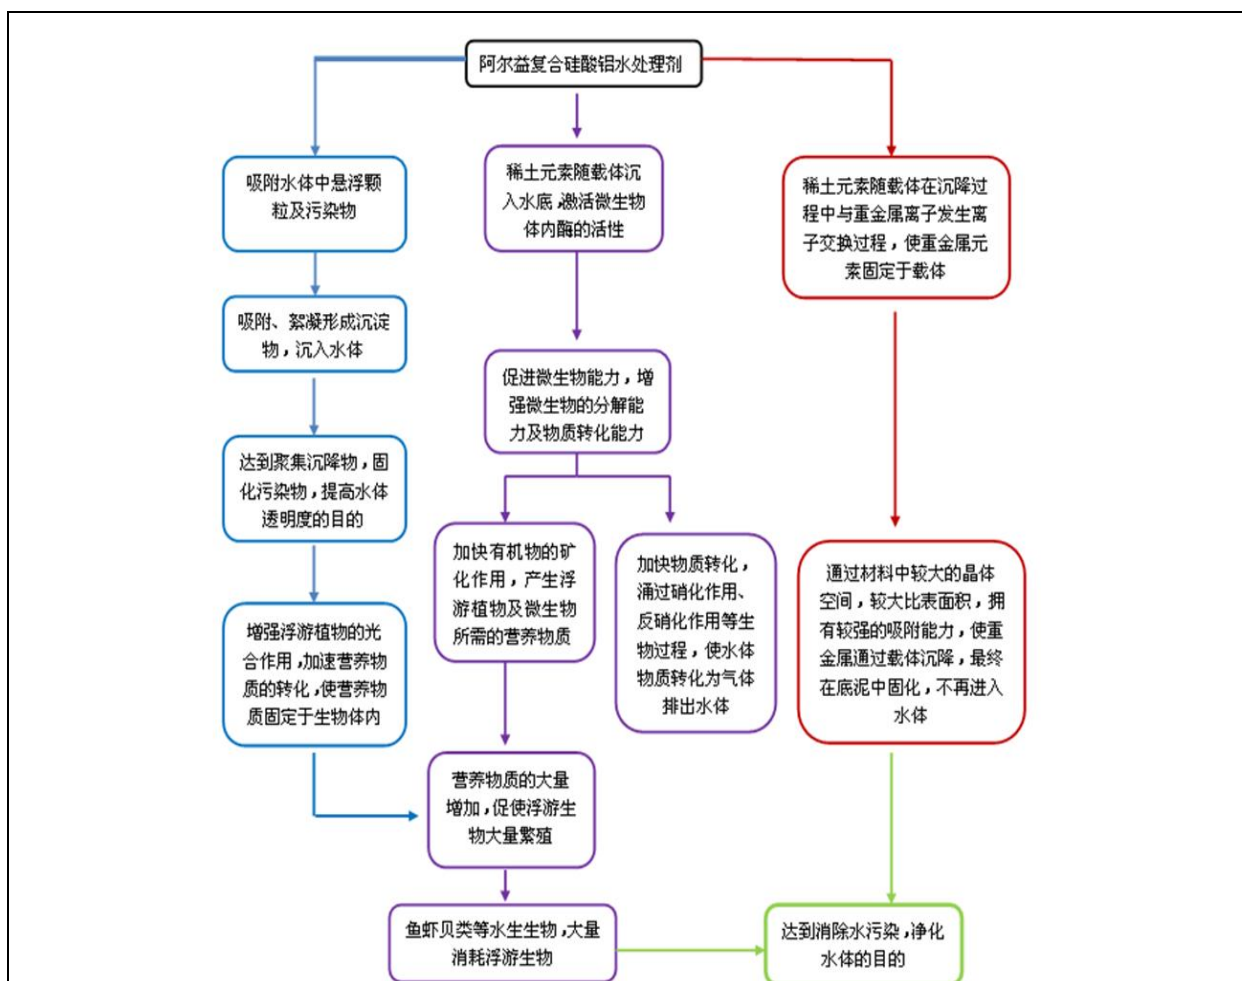 阿尔益复合硅酸铝水处理剂
吸附水体中悬浮颗
粒及污染物
吸附、絮凝形成沉淀
物，沉入水体
达到聚集沉降物，固
化污染物，提高水体
透明度的目的
增强浮游植物的光
合作用，加速营养物
质的转化，使营养物
质固定于生物体内
稀土元素随载体沉
入水底，激活微生物
体内酶的活性
促进微生物能力，增
强微生物的分解能
力及物质转化能力
加快有机物的矿
化作用，产生浮
游植物及微生物
所需的营养物质
加快物质转化，
涌过硝化作用、
反硝化作用等生
物过程，使水体
物质转化为气体
排出水体
营养物质的大量
增加，促使浮游生
物大量繁殖
鱼虾贝类等水生生物，大量
消耗浮游生物
稀土元素随载体在沉降过
程中与重金属离子发生离
子交换过程，使重金属元
素固定于载体
通过材料中较大的晶体
空间，较大比表面积，拥
有较强的吸附能力，使重
金属通过载体沉降，最终
在底泥中固化，不再进入
水体
达到消除水污染，净化
水体的目的